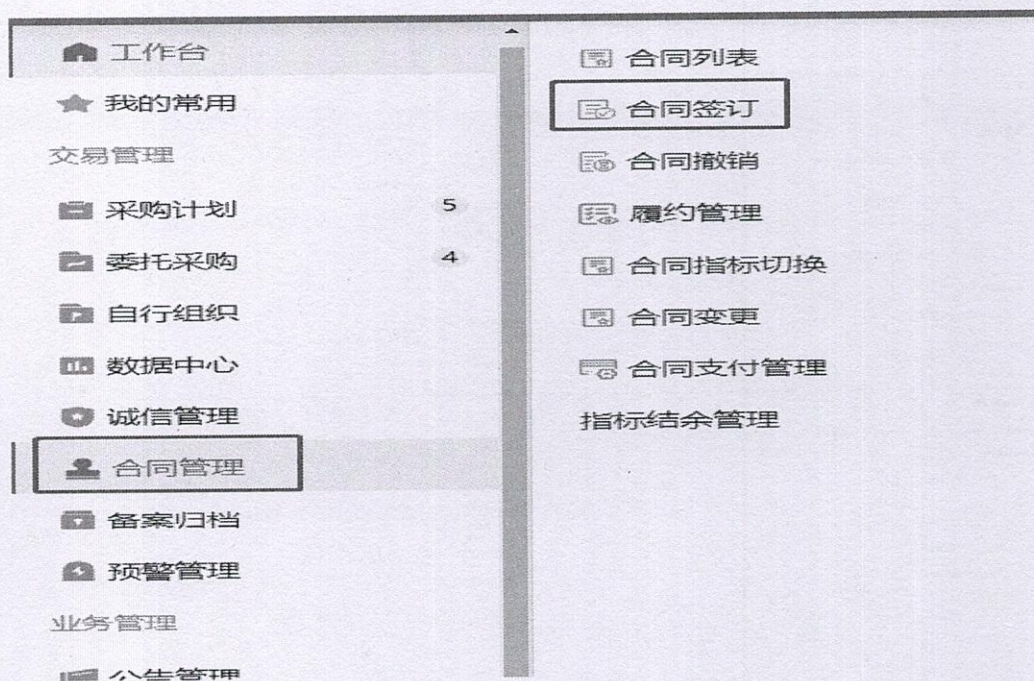 工作台
我的常用
交易管理
采购计划 5
委托采购 4
自行组织
数据中心
诚信管理
合同管理
备案归档
预警管理
业务管理
公告管理
合同列表
合同签订
合同撤销
履约管理
合同指标切换
合同变更
合同支付管理
指标结余管理